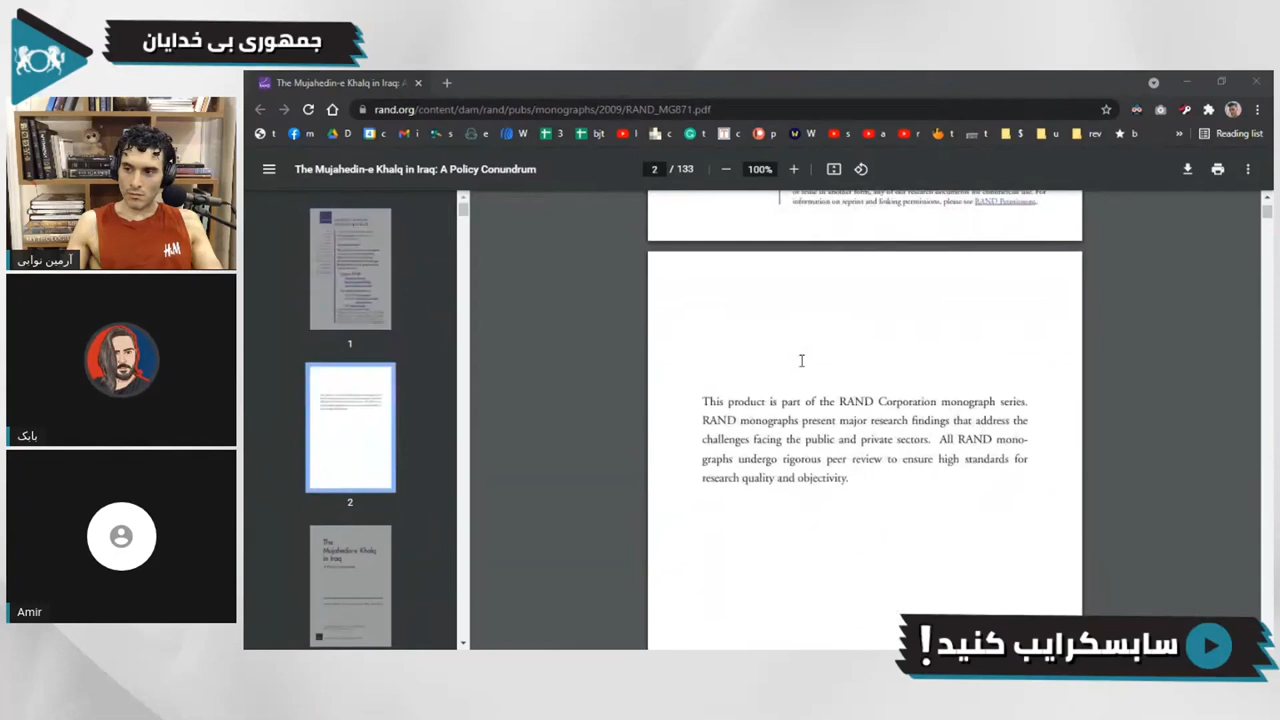 جمهوری بی خدایان
The Mujahedin-e Khalq in Iraq: A
rand.org/content/dam/rand/pubs/monographs/2009/RAND_MG871.pdf
t m D c i s e W 3 bjt l c t c p W s a r t t $ u rev b » Reading list
The Mujahedin-e Khalq in Iraq: A Policy Conundrum
2 / 133
100%
information on reprint and linking permissions, please see RAND Permissions.
This product is part of the RAND Corporation monograph series.
RAND monographs present major research findings that address the
challenges facing the public and private sectors. All RAND mono-
graphs undergo rigorous peer review to ensure high standards for
research quality and objectivity.
1
2
The
Mujahedin-e Khalq
in Iraq
H&M
آرمین نوابی
بابک
Amir
سابسکرایب کنید!